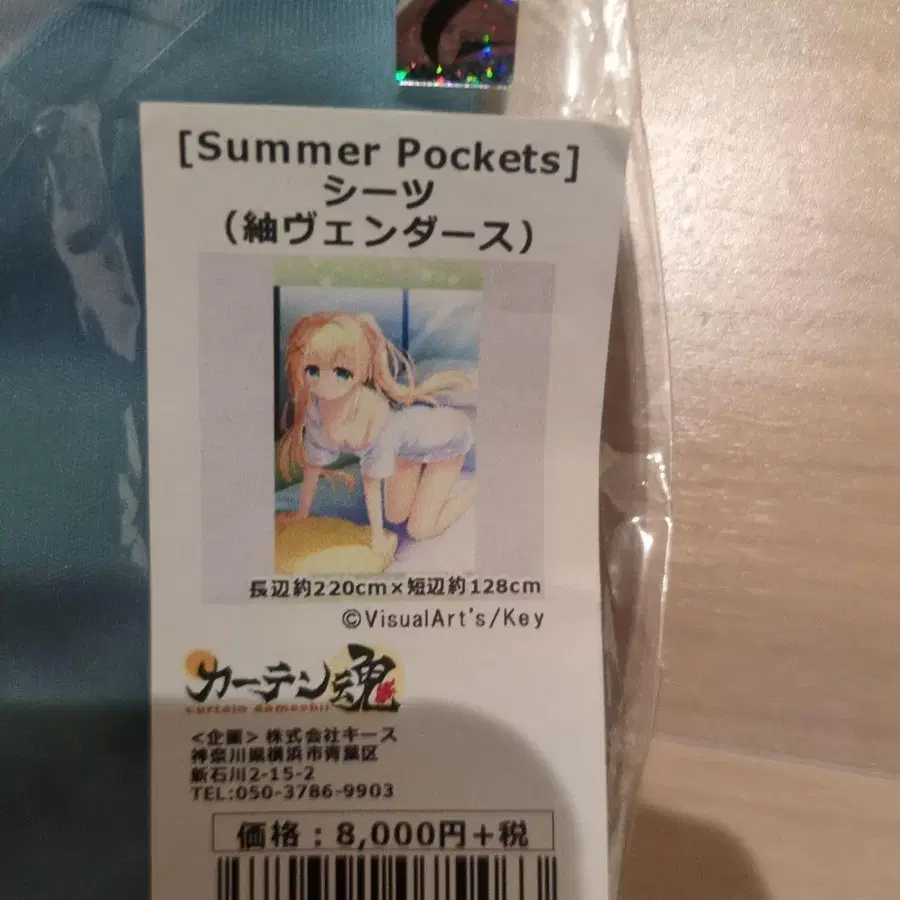 [Summer Pockets]
シーツ
（紬ヴェンダース）
長辺約220cm×短辺約128cm
©VisualArt's/Key
カーテン魂
curtain damashii
<企画>株式会社キース
神奈川県横浜市青葉区
新石川2-15-2
TEL:050-3786-9903
価格：8,000円+税